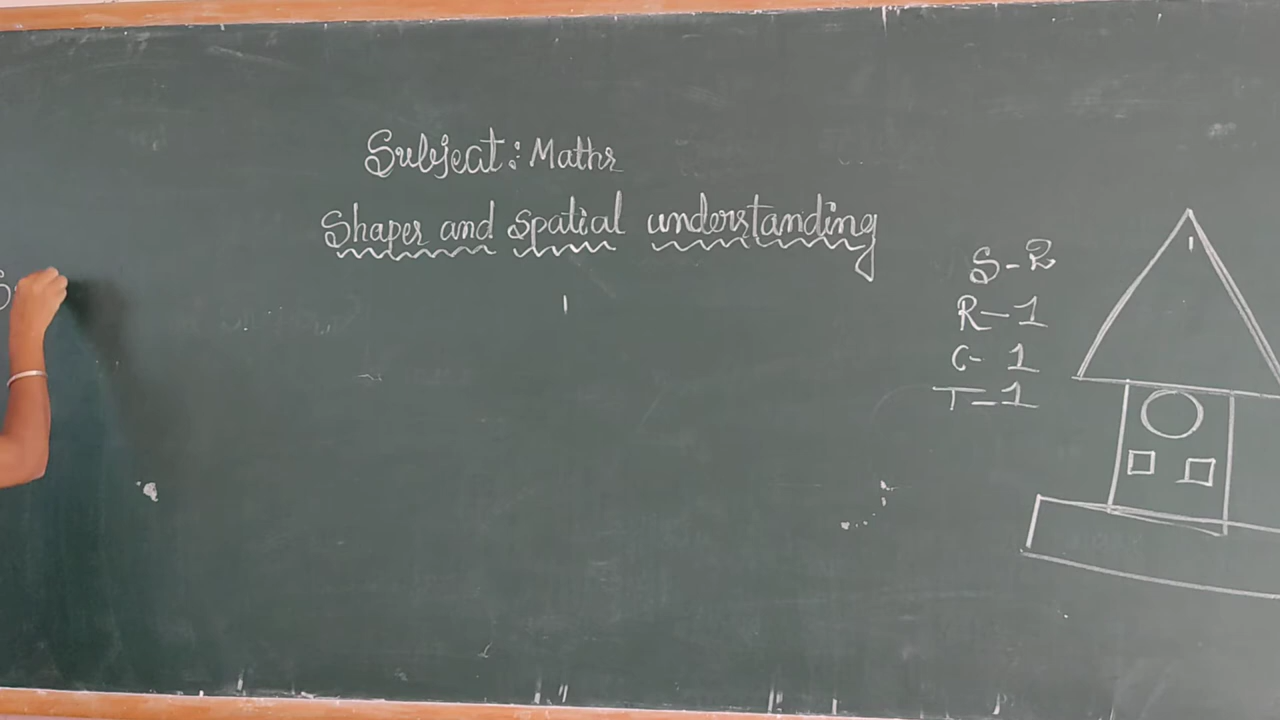 Subject: Maths
Shapes and spatial understanding
S-2
R-1
C-1
T-1
S